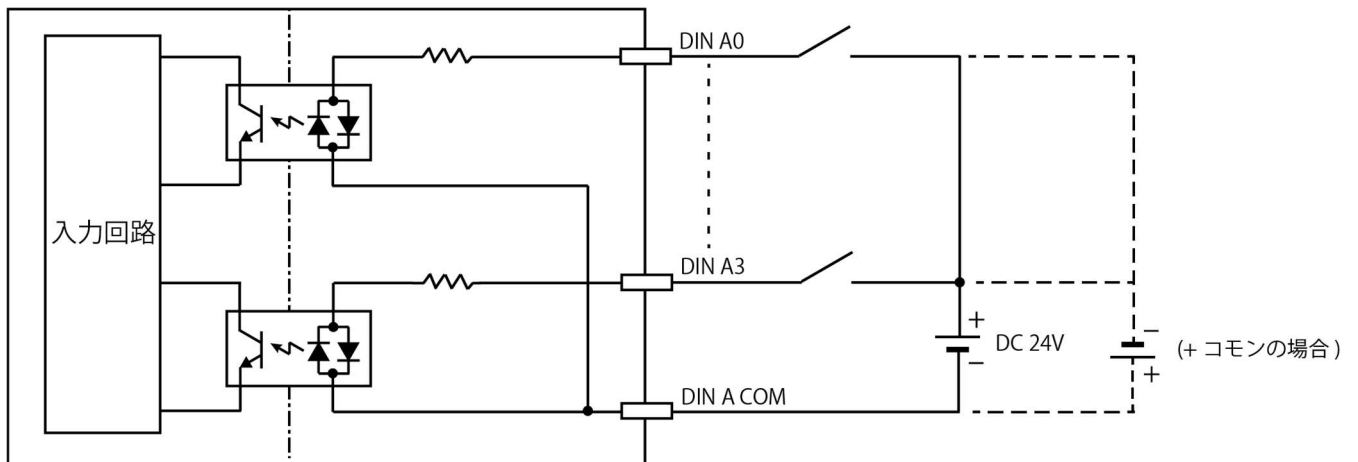 DIN A0
入力回路
DIN A3
+
DC 24V
−
−
(+ コモンの場合 )
+
DIN A COM